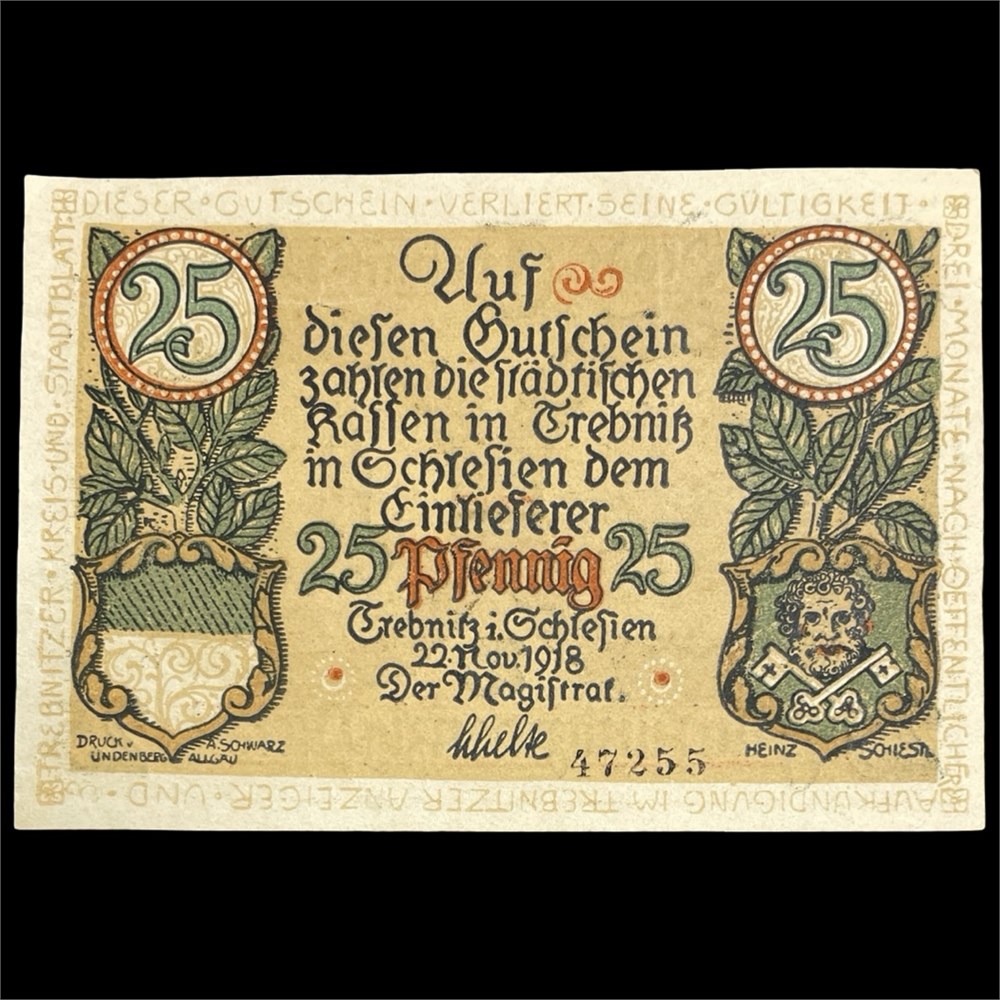 DIESER · GUTSCHEIN · VERLIERT · SEINE · GÜLTIGKEIT ·
DREI · MONATE · NACH · OEFFENTLICHER
AUFKÜNDIGUNG IM TREBNITZER ANZEIGER · UND ·
TREBNITZER · KREIS · UND · STADTBLATT
25
25
Auf
dieſen Gutſchein
zahlen die ſtädtiſchen
Kaſſen in Trebnitz
in Schleſien dem
Einlieferer
25 Pfennig 25
Trebnitz i. Schleſien
22. Nov. 1918
Der Magiſtrat.
47255
DRUCK v. A. SCHWARZ
LINDENBERG ALLGÄU
HEINZ SCHIESTL